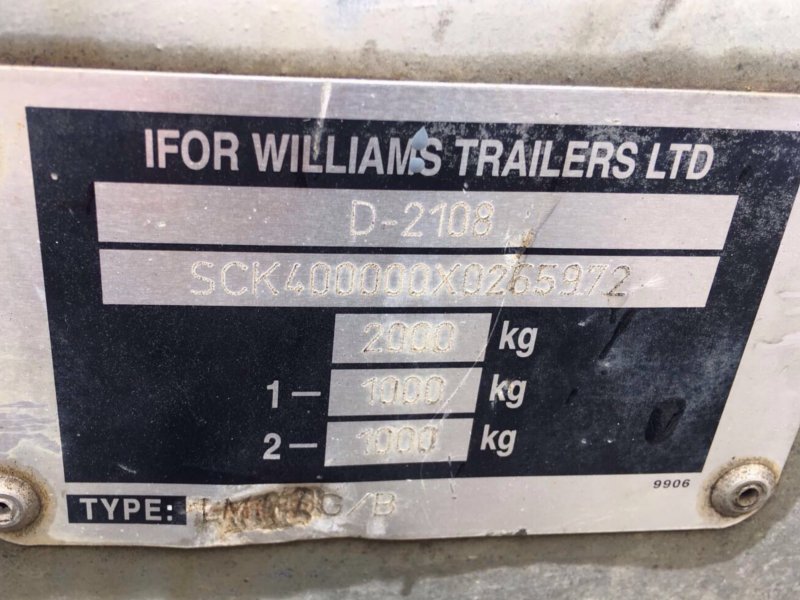 IFOR WILLIAMS TRAILERS LTD
D-2108
SCK400000X0265972
2000 kg
1— 1000 kg
2— 1000 kg
9906
TYPE: